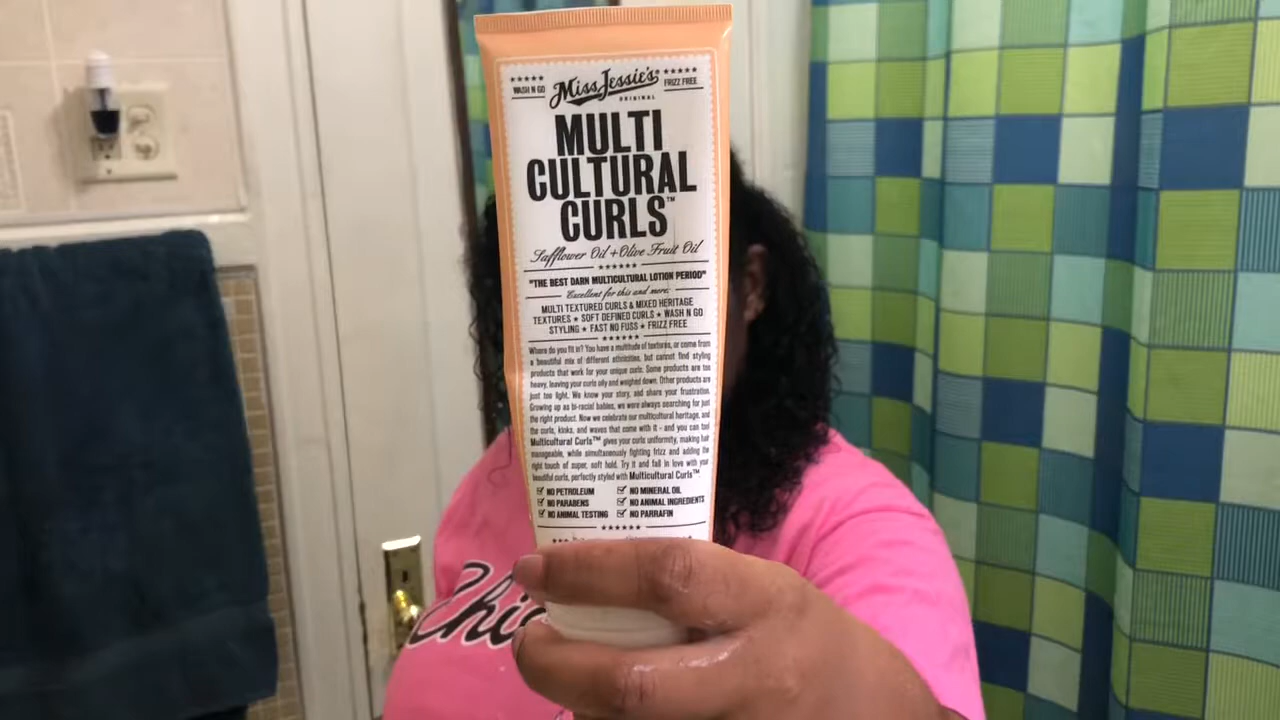 WASH N GO
Miss Jessie's
ORIGINAL
FRIZZ FREE
MULTI
CULTURAL
CURLS™
Safflower Oil + Olive Fruit Oil
"THE BEST DARN MULTICULTURAL LOTION PERIOD"
Excellent for this and more:
MULTI TEXTURED CURLS & MIXED HERITAGE
TEXTURES ★ SOFT DEFINED CURLS ★ WASH N GO
STYLING ★ FAST NO FUSS ★ FRIZZ FREE
Where do you fit in? You have a multitude of textures, or come from
a beautiful mix of different ethnicities, but cannot find styling
products that work for your unique curls. Some products are too
heavy, leaving your curls oily and weighed down. Other products are
just too light. We know your story, and share your frustration.
Growing up as bi-racial babies, we were always searching for just
the right product. Now we celebrate our multicultural heritage, and
the curls, kinks, and waves that come with it - and you can too!
Multicultural Curls™ gives your curls uniformity, making hair
manageable, while simultaneously fighting frizz and adding the
right touch of super, soft hold. Try it and fall in love with your
beautiful curls, perfectly styled with Multicultural Curls™
NO PETROLEUM
NO MINERAL OIL
NO PARABENS
NO ANIMAL INGREDIENTS
NO ANIMAL TESTING
NO PARRAFIN
Chi